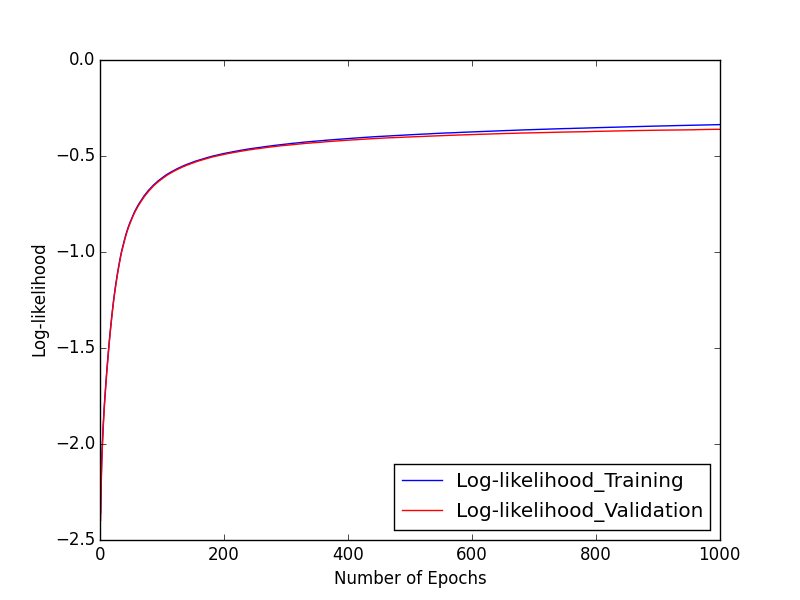 0.0
−0.5
−1.0
−1.5
−2.0
−2.5
Log-likelihood
Log-likelihood_Training
Log-likelihood_Validation
0 200 400 600 800 1000
Number of Epochs